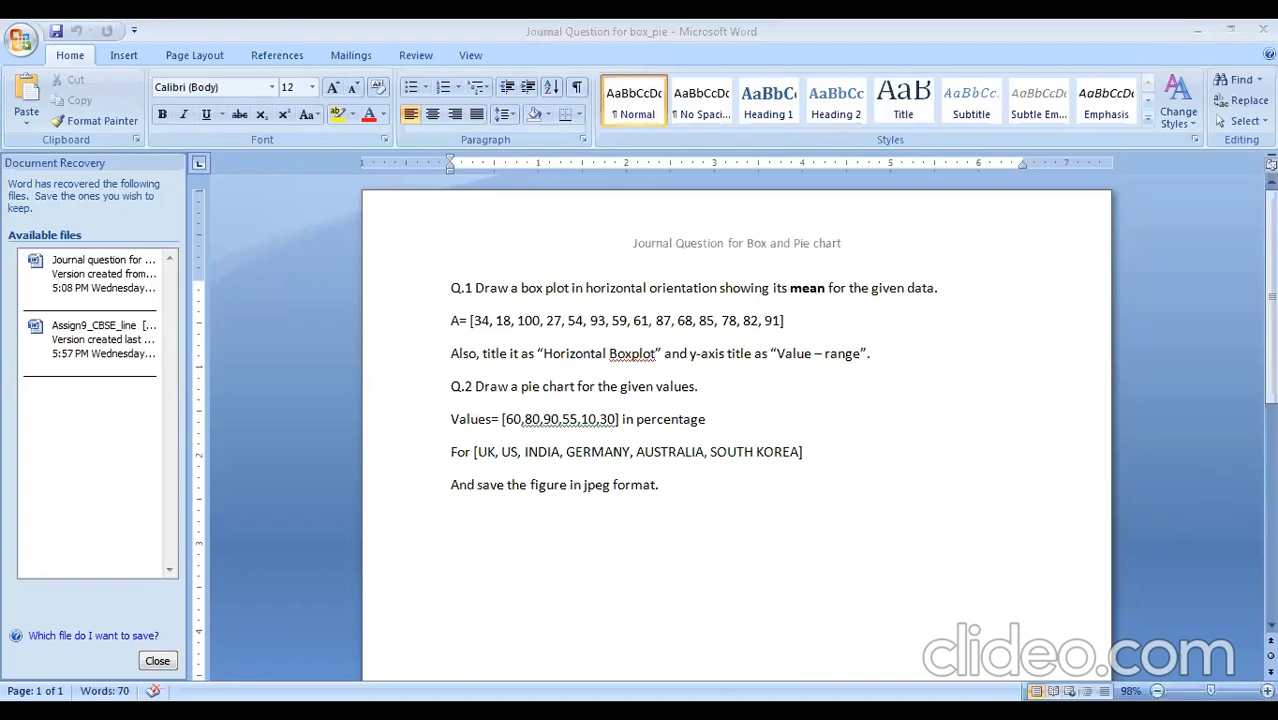 Journal Question for box_pie - Microsoft Word
Home Insert Page Layout References Mailings Review View
Paste
Cut
Copy
Format Painter
Clipboard
Calibri (Body) 12
Font
Paragraph
AaBbCcDc AaBbCcDc AaBbC AaBbCc AaB AaBbCc. AaBbCcDc AaBbCcDc
¶ Normal ¶ No Spaci... Heading 1 Heading 2 Title Subtitle Subtle Em... Emphasis
Change
Styles
Styles
Find
Replace
Select
Editing
Document Recovery
Word has recovered the following
files. Save the ones you wish to
keep.
Available files
Journal question for ...
Version created from...
5:08 PM Wednesda...
Assign9_CBSE_line [...
Version created last ...
5:57 PM Wednesda...
Which file do I want to save?
Close
Journal Question for Box and Pie chart
Q.1 Draw a box plot in horizontal orientation showing its mean for the given data.
A= [34, 18, 100, 27, 54, 93, 59, 61, 87, 68, 85, 78, 82, 91]
Also, title it as “Horizontal Boxplot” and y-axis title as “Value – range”.
Q.2 Draw a pie chart for the given values.
Values= [60,80,90,55,10,30] in percentage
For [UK, US, INDIA, GERMANY, AUSTRALIA, SOUTH KOREA]
And save the figure in jpeg format.
clideo.com
Page: 1 of 1 Words: 70
98%